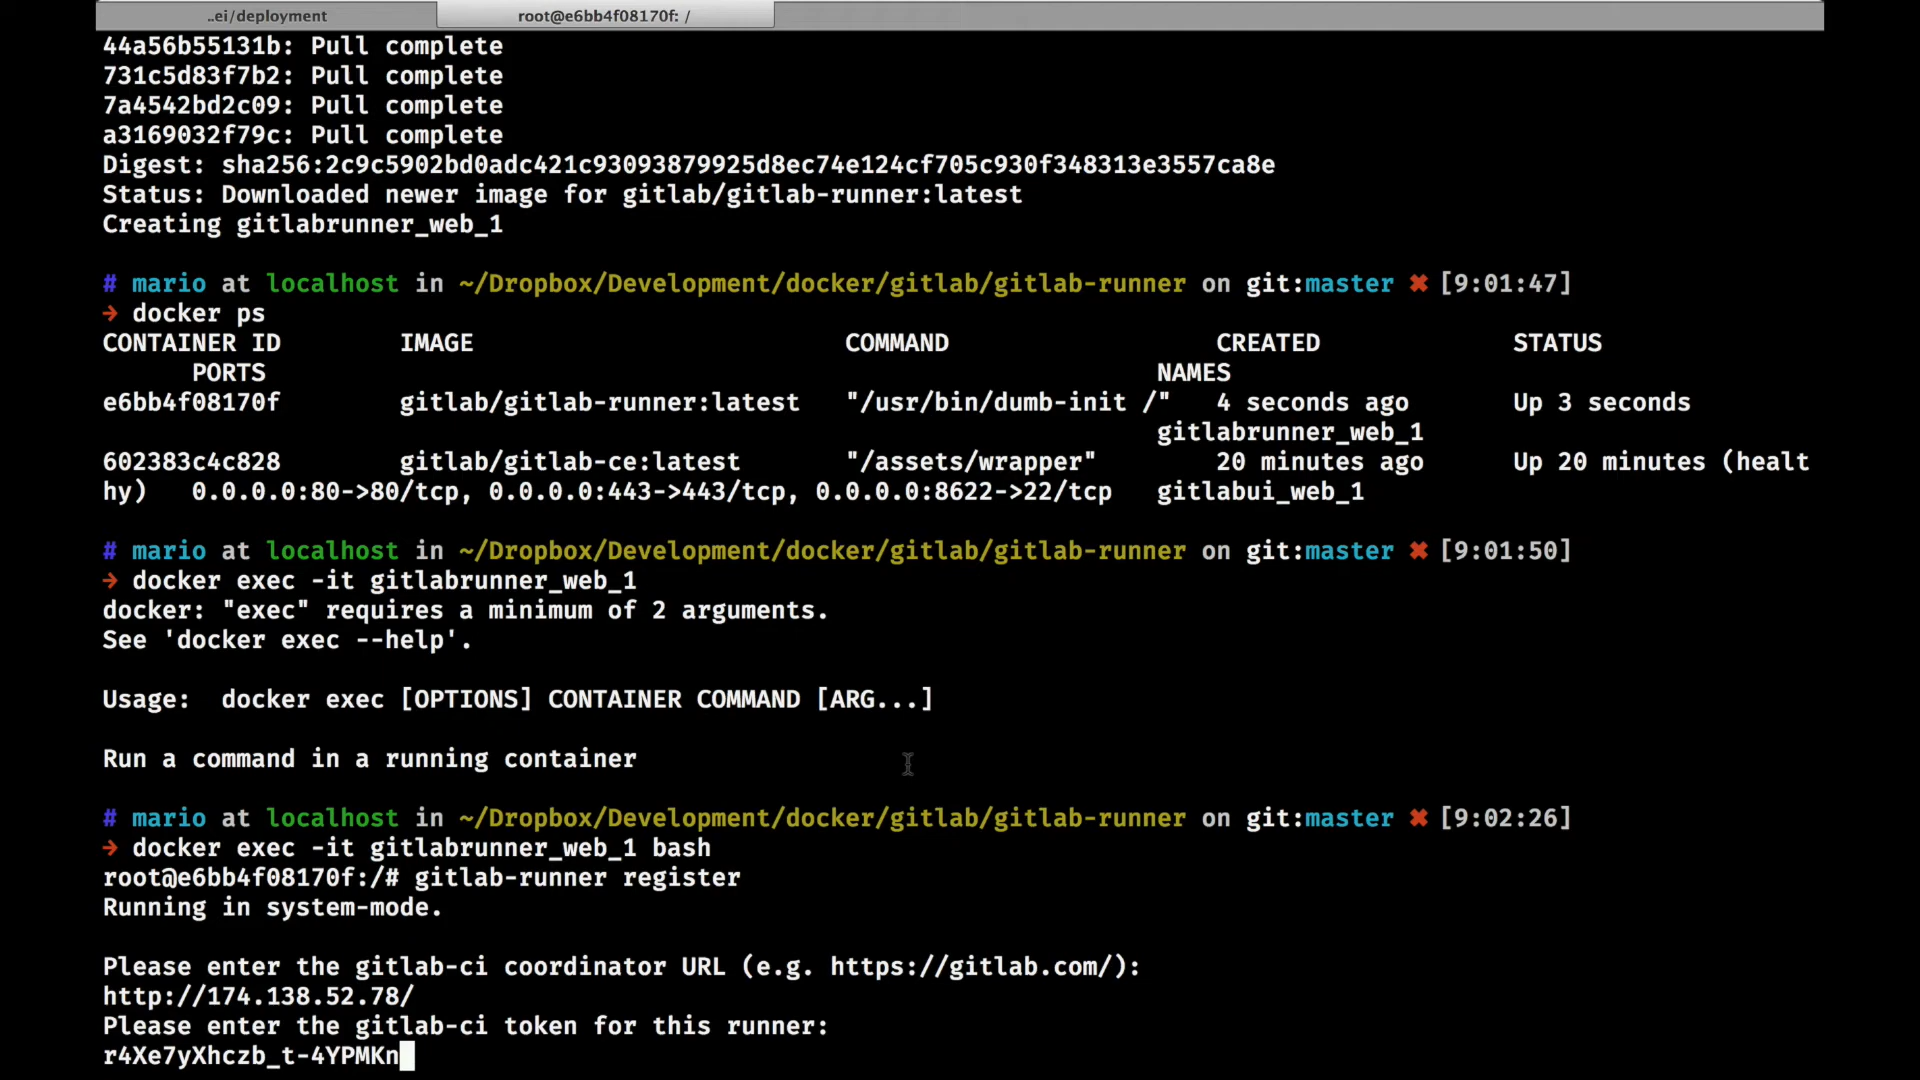 ..ei/deployment
root@e6bb4f08170f: /
44a56b55131b: Pull complete
731c5d83f7b2: Pull complete
7a4542bd2c09: Pull complete
a3169032f79c: Pull complete
Digest: sha256:2c9c5902bd0adc421c93093879925d8ec74e124cf705c930f348313e3557ca8e
Status: Downloaded newer image for gitlab/gitlab-runner:latest
Creating gitlabrunner_web_1
# mario at localhost in ~/Dropbox/Development/docker/gitlab/gitlab-runner on git:master ✖ [9:01:47]
→ docker ps
CONTAINER ID        IMAGE                         COMMAND                  CREATED             STATUS
      PORTS                                                            NAMES
e6bb4f08170f        gitlab/gitlab-runner:latest   "/usr/bin/dumb-init /"   4 seconds ago       Up 3 seconds
                                                                       gitlabrunner_web_1
602383c4c828        gitlab/gitlab-ce:latest       "/assets/wrapper"        20 minutes ago      Up 20 minutes (healt
hy)   0.0.0.0:80->80/tcp, 0.0.0.0:443->443/tcp, 0.0.0.0:8622->22/tcp   gitlabui_web_1
# mario at localhost in ~/Dropbox/Development/docker/gitlab/gitlab-runner on git:master ✖ [9:01:50]
→ docker exec -it gitlabrunner_web_1
docker: "exec" requires a minimum of 2 arguments.
See 'docker exec --help'.
Usage:  docker exec [OPTIONS] CONTAINER COMMAND [ARG...]
Run a command in a running container
# mario at localhost in ~/Dropbox/Development/docker/gitlab/gitlab-runner on git:master ✖ [9:02:26]
→ docker exec -it gitlabrunner_web_1 bash
root@e6bb4f08170f:/# gitlab-runner register
Running in system-mode.
Please enter the gitlab-ci coordinator URL (e.g. https://gitlab.com/):
http://174.138.52.78/
Please enter the gitlab-ci token for this runner:
r4Xe7yXhczb_t-4YPMKn